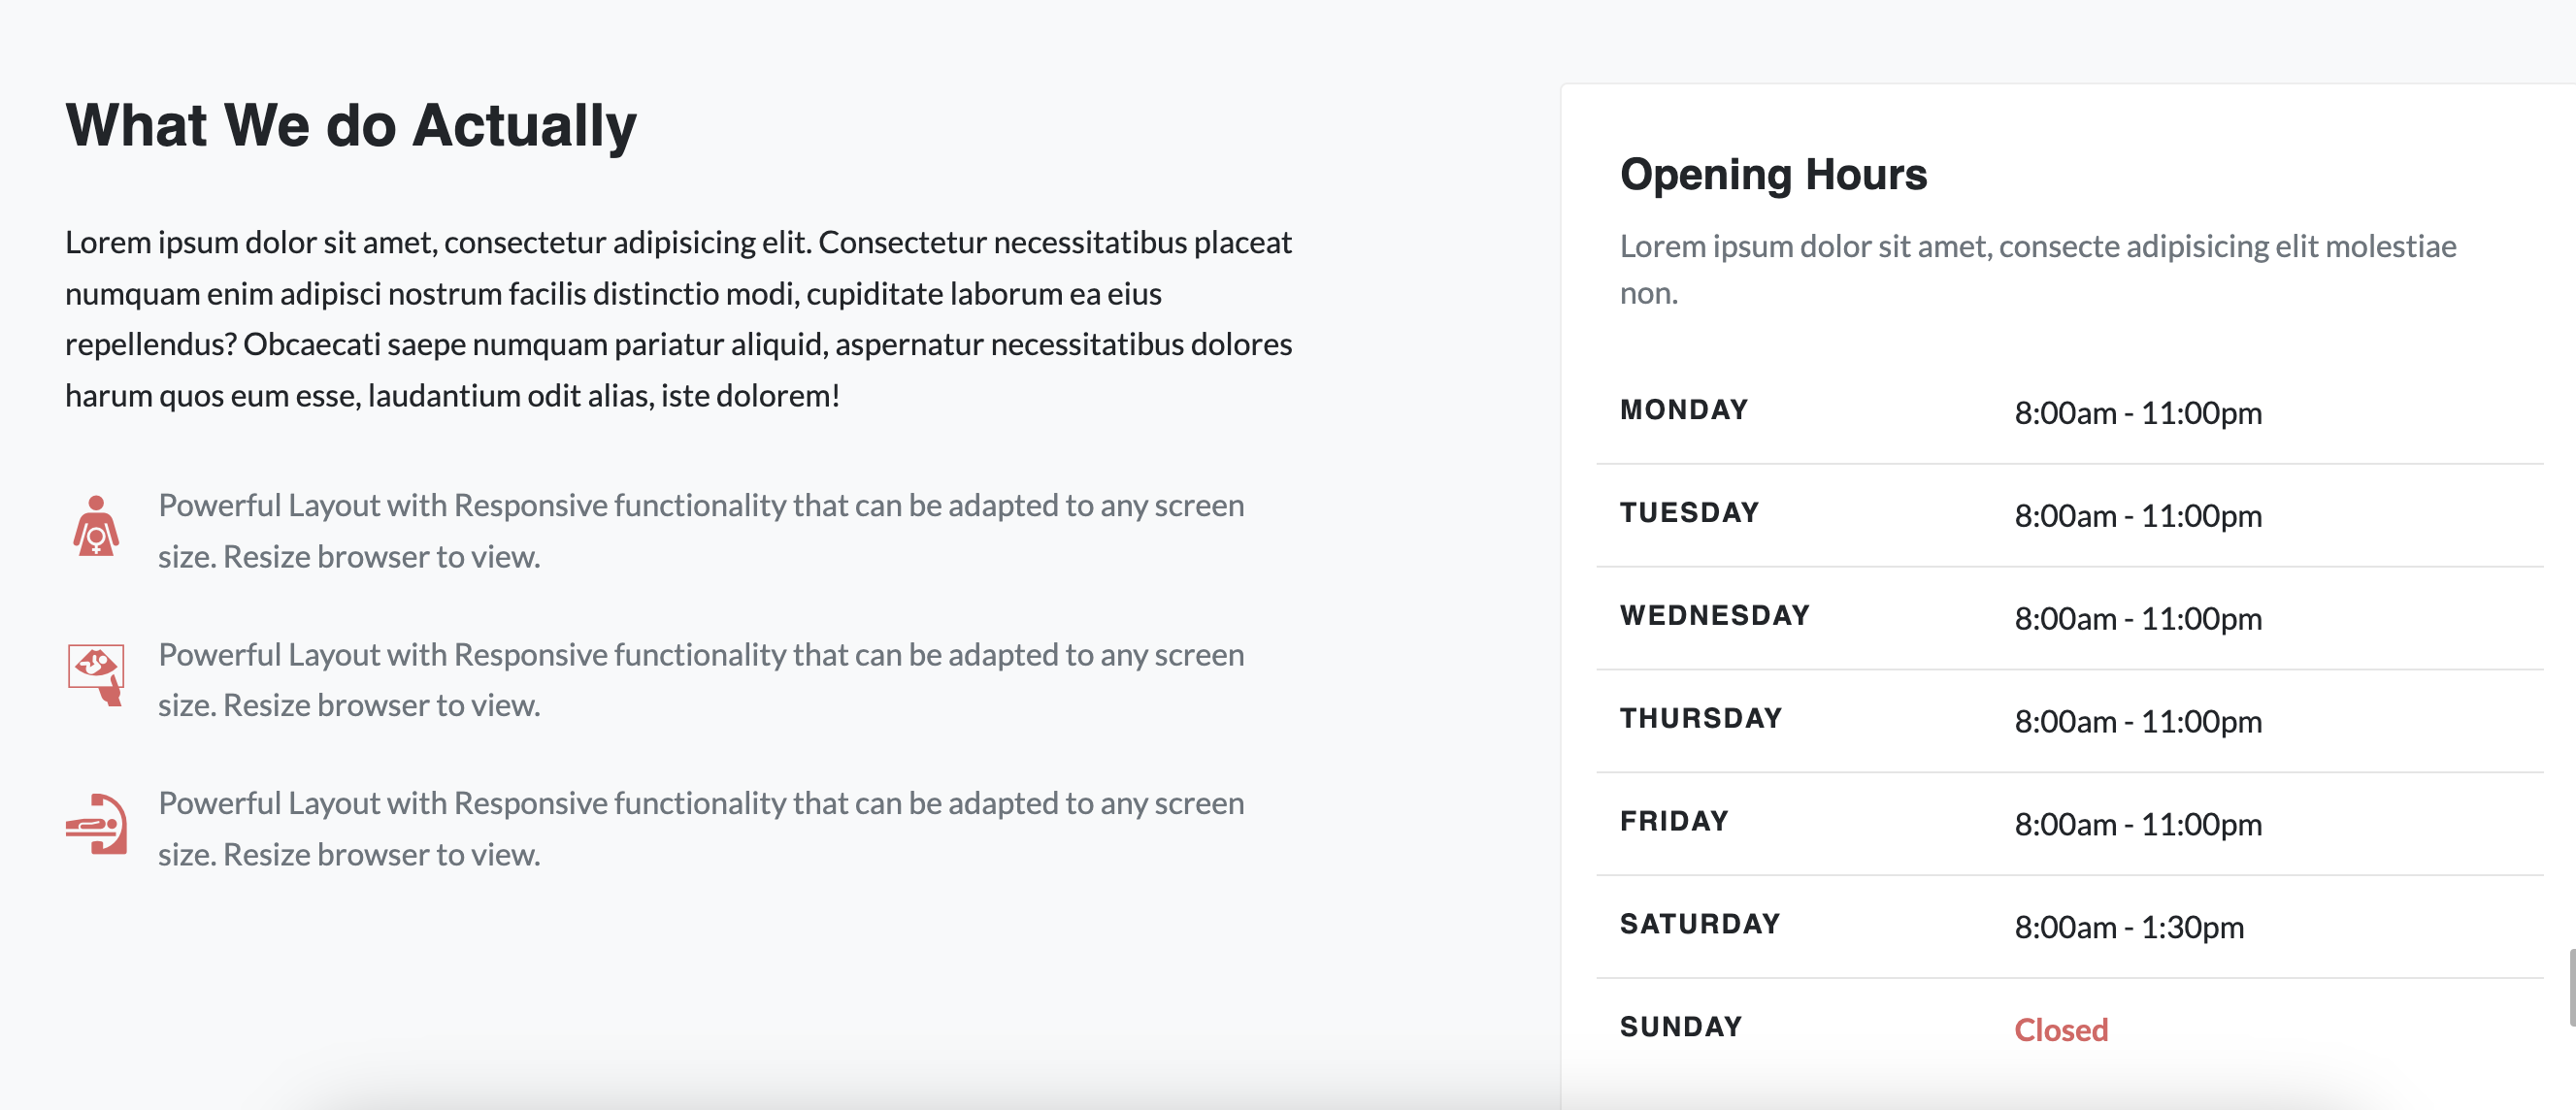 What We do Actually
Lorem ipsum dolor sit amet, consectetur adipisicing elit. Consectetur necessitatibus placeat
numquam enim adipisci nostrum facilis distinctio modi, cupiditate laborum ea eius
repellendus? Obcaecati saepe numquam pariatur aliquid, aspernatur necessitatibus dolores
harum quos eum esse, laudantium odit alias, iste dolorem!
Powerful Layout with Responsive functionality that can be adapted to any screen
size. Resize browser to view.
Powerful Layout with Responsive functionality that can be adapted to any screen
size. Resize browser to view.
Powerful Layout with Responsive functionality that can be adapted to any screen
size. Resize browser to view.
Opening Hours
Lorem ipsum dolor sit amet, consecte adipisicing elit molestiae
non.
MONDAY 8:00am - 11:00pm
TUESDAY 8:00am - 11:00pm
WEDNESDAY 8:00am - 11:00pm
THURSDAY 8:00am - 11:00pm
FRIDAY 8:00am - 11:00pm
SATURDAY 8:00am - 1:30pm
SUNDAY Closed